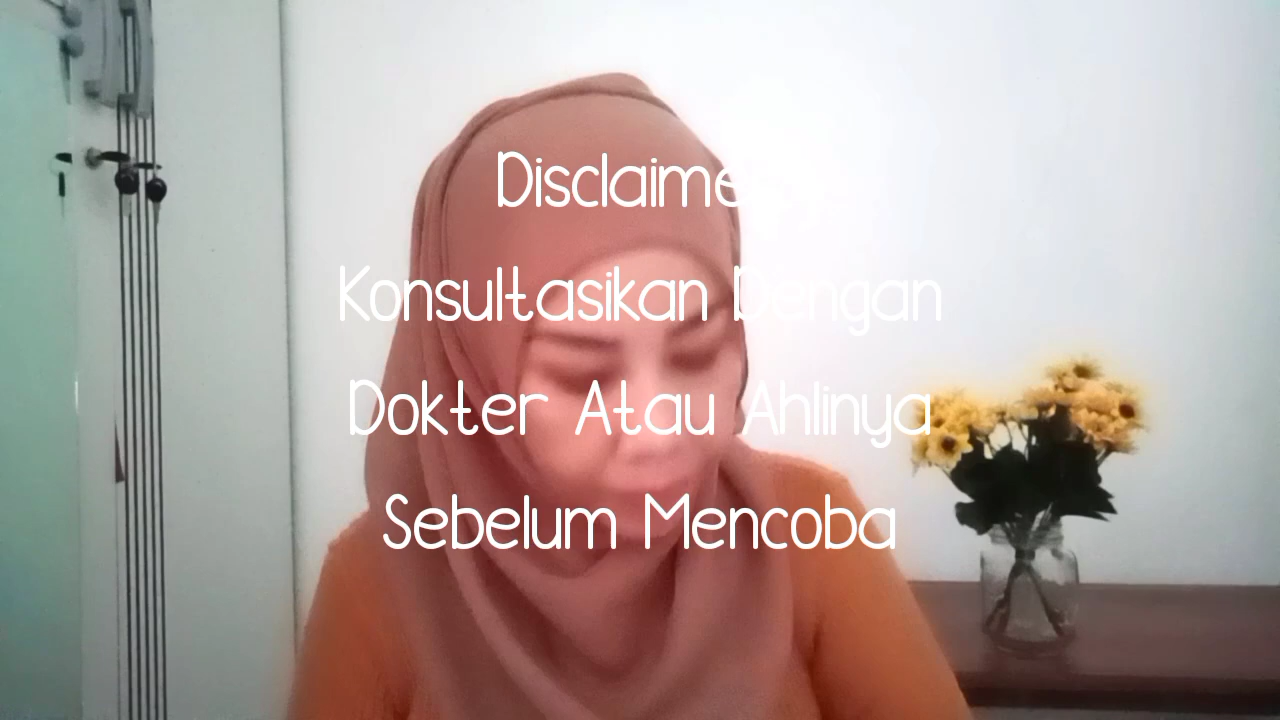 Disclaimer
Konsultasikan Dengan
Dokter Atau Ahlinya
Sebelum Mencoba